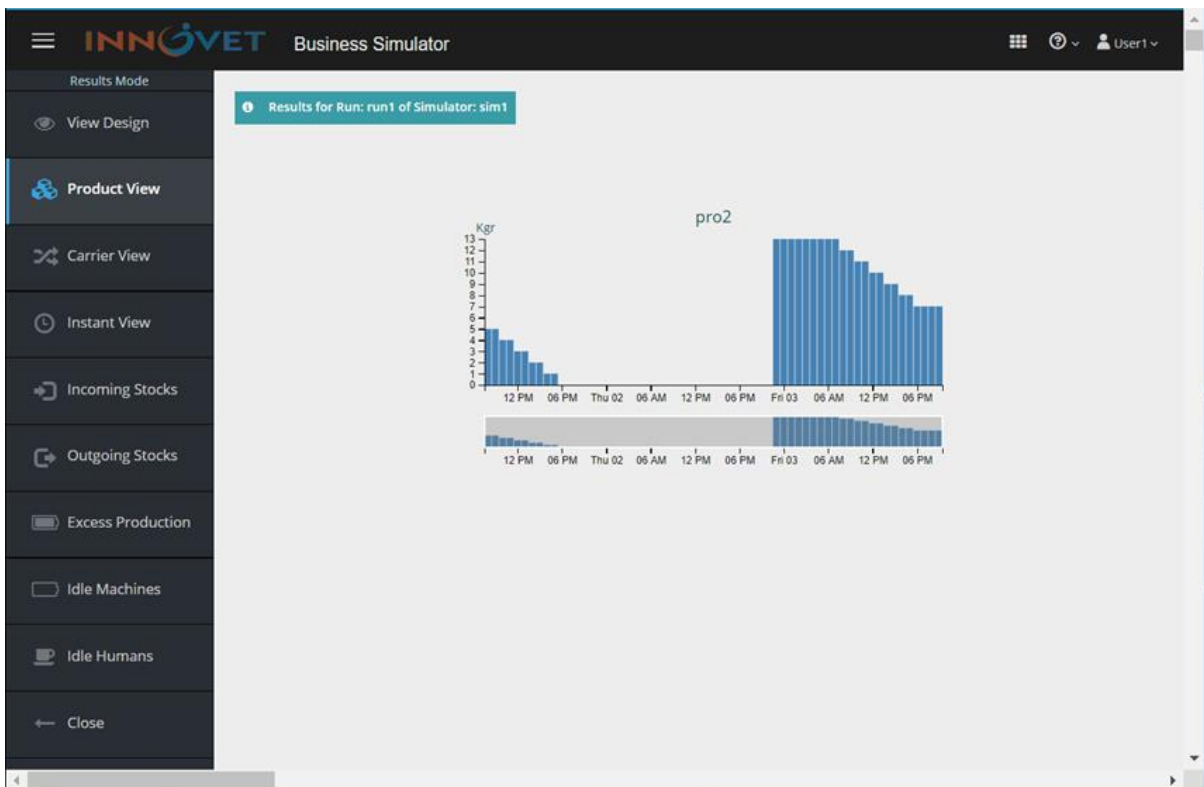 INNOVET Business Simulator User1
Results Mode
View Design
Product View
Carrier View
Instant View
Incoming Stocks
Outgoing Stocks
Excess Production
Idle Machines
Idle Humans
Close
Results for Run: run1 of Simulator: sim1
pro2
Kgr
13
12
11
10
9
8
7
6
5
4
3
2
1
0
12 PM 06 PM Thu 02 06 AM 12 PM 06 PM Fri 03 06 AM 12 PM 06 PM
12 PM 06 PM Thu 02 06 AM 12 PM 06 PM Fri 03 06 AM 12 PM 06 PM